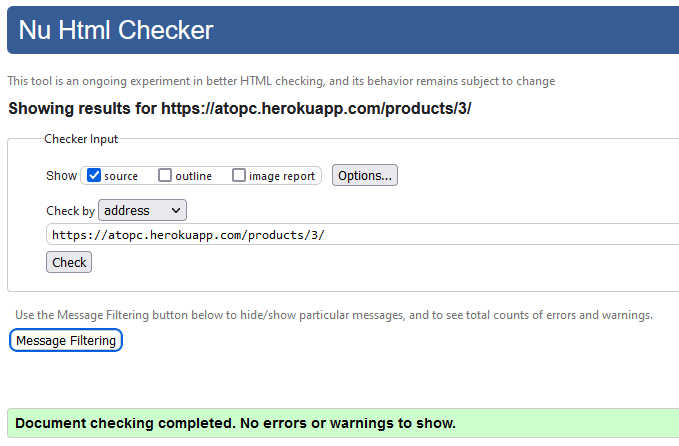 Nu Html Checker
This tool is an ongoing experiment in better HTML checking, and its behavior remains subject to change
Showing results for https://atopc.herokuapp.com/products/3/
Checker Input
Show source outline image report Options...
Check by address
https://atopc.herokuapp.com/products/3/
Check
Use the Message Filtering button below to hide/show particular messages, and to see total counts of errors and warnings.
Message Filtering
Document checking completed. No errors or warnings to show.